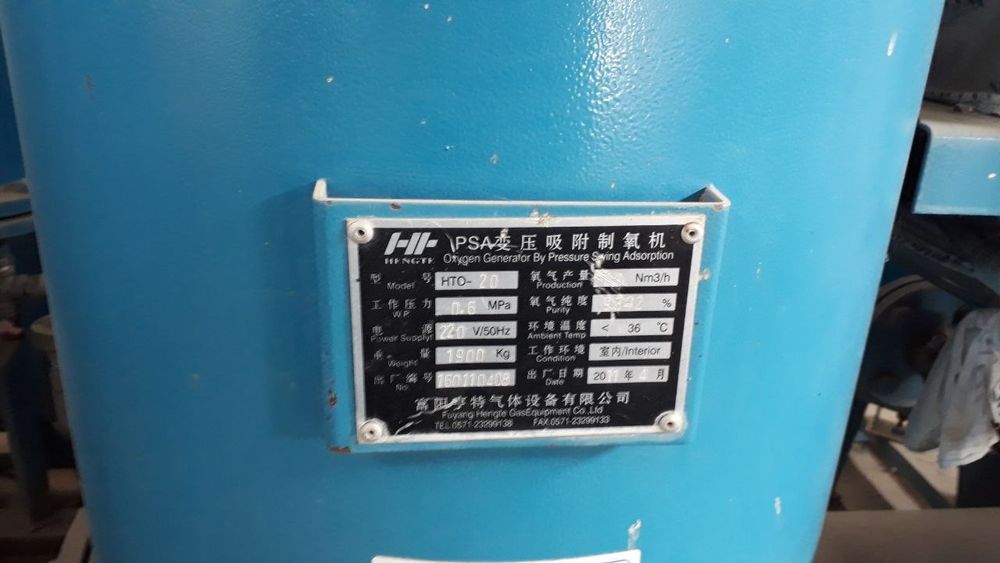 HENGTE PSA变压吸附制氧机
Oxygen Generator By Pressure Swing Adsorption
型号 Model HTO-20 氧气产量 Production Nm3/h
工作压力 W.P. 0.6 MPa 氧气纯度 Purity %
电源 Power Supply 220 V/50Hz 环境温度 Ambient Temp < 36 ℃
重量 Weight 1900 Kg 工作环境 Condition 室内/Interior
出厂编号 No. 出厂日期 Date 2011年4月
富阳亨特气体设备有限公司
Fuyang Hengte GasEquipment Co.,Ltd
TEL:0571-23299138 FAX:0571-23299133